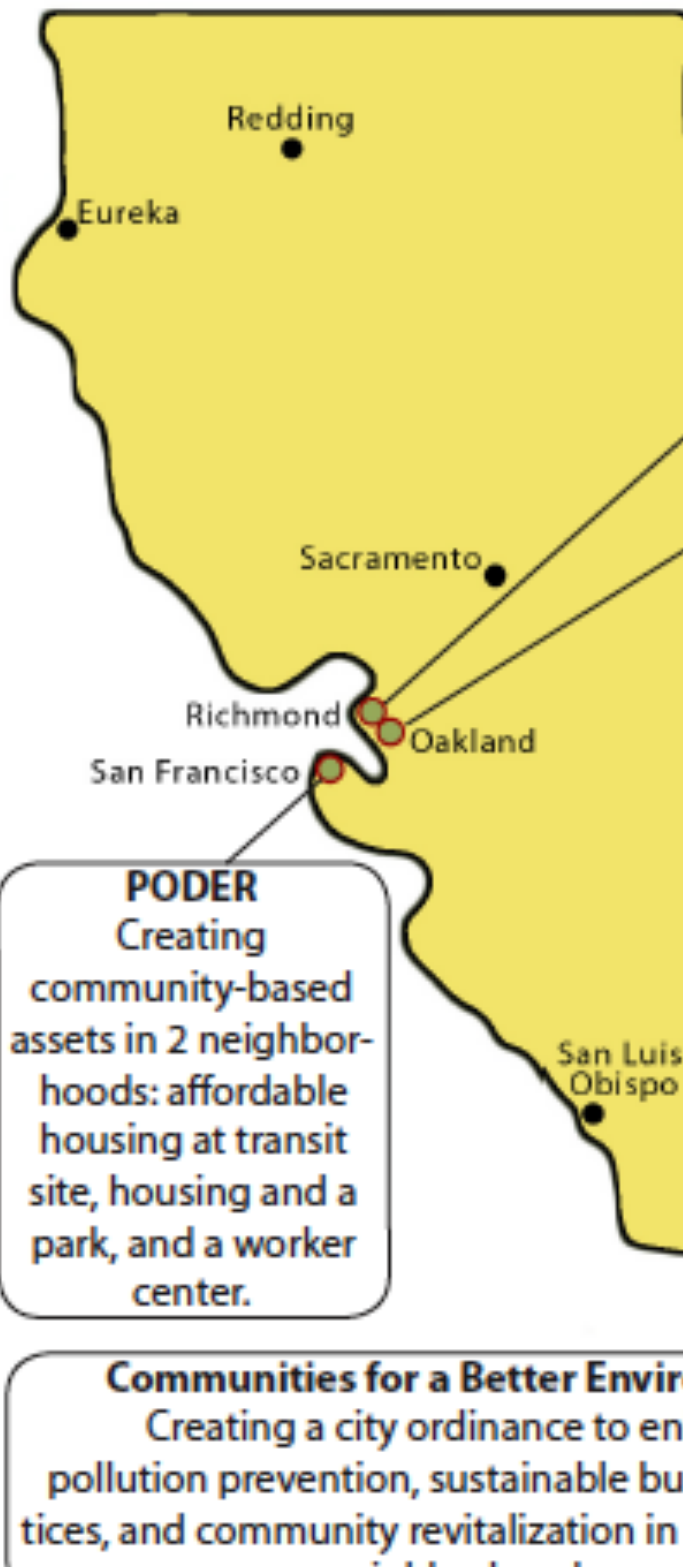 Redding
Eureka
Sacramento
Richmond
Oakland
San Francisco
PODER
Creating
community-based
assets in 2 neighbor-
hoods: affordable
housing at transit
site, housing and a
park, and a worker
center.
San Luis
Obispo
Communities for a Better Envir
Creating a city ordinance to en
pollution prevention, sustainable bu
tices, and community revitalization in